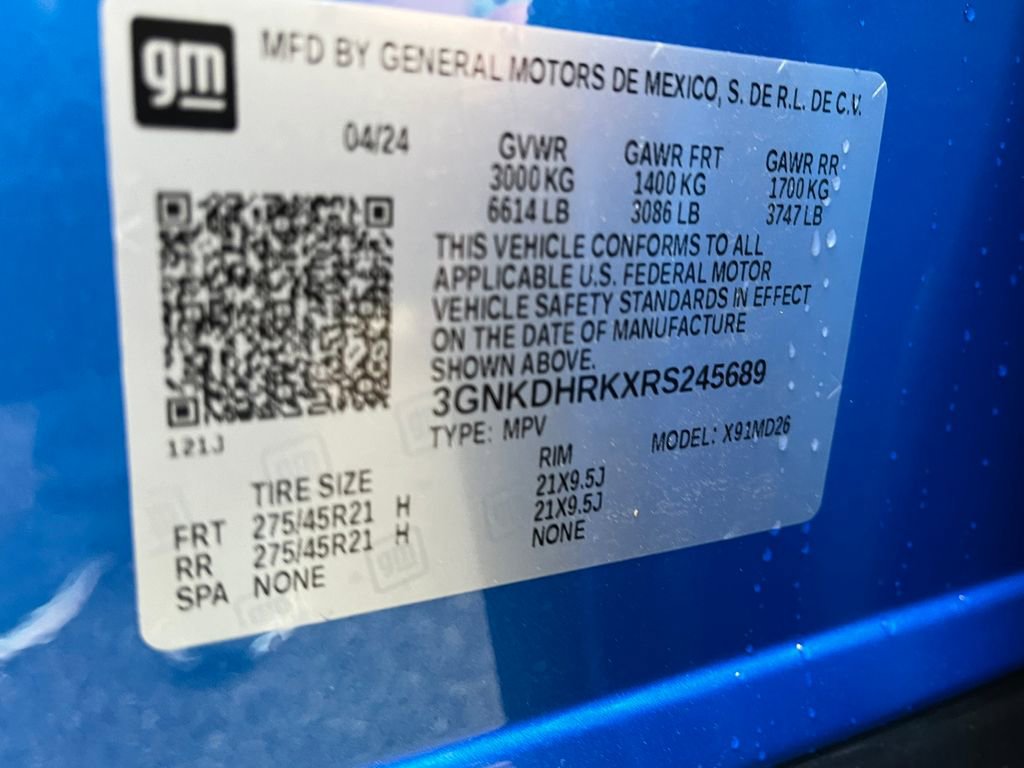 gm
MFD BY GENERAL MOTORS DE MEXICO, S. DE R.L. DE C.V.
04/24
GVWR GAWR FRT GAWR RR
3000 KG 1400 KG 1700 KG
6614 LB 3086 LB 3747 LB
THIS VEHICLE CONFORMS TO ALL
APPLICABLE U.S. FEDERAL MOTOR
VEHICLE SAFETY STANDARDS IN EFFECT
ON THE DATE OF MANUFACTURE
SHOWN ABOVE.
3GNKDHRKXRS245689
121J
TYPE: MPV MODEL: X91MD26
TIRE SIZE RIM
FRT 275/45R21 H 21X9.5J
RR 275/45R21 H 21X9.5J
SPA NONE NONE